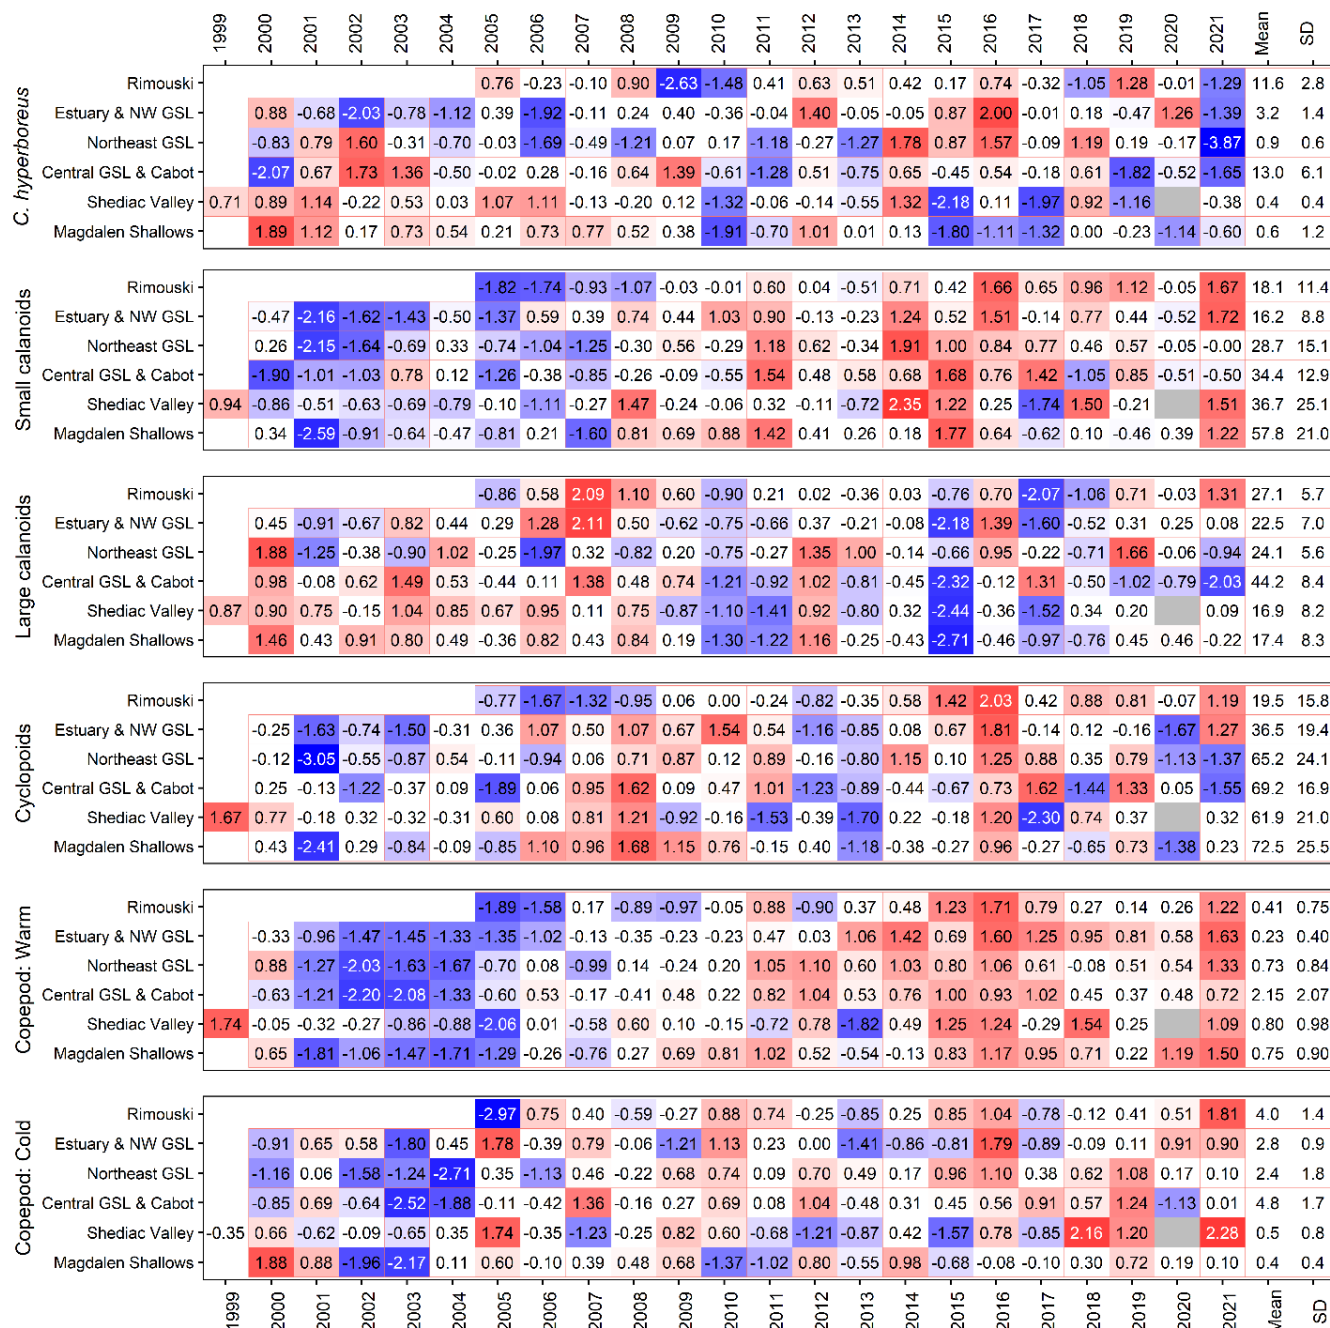 1999 2000 2001 2002 2003 2004 2005 2006 2007 2008 2009 2010 2011 2012 2013 2014 2015 2016 2017 2018 2019 2020 2021 Mean SD
C. hyperboreus
Rimouski 0.76 -0.23 -0.10 0.90 -2.63 -1.48 0.41 0.63 0.51 0.42 0.17 0.74 -0.32 -1.05 1.28 -0.01 -1.29 11.6 2.8
Estuary & NW GSL 0.88 -0.68 -2.03 -0.78 -1.12 0.39 -1.92 -0.11 0.24 0.40 -0.36 -0.04 1.40 -0.05 -0.05 0.87 2.00 -0.01 0.18 -0.47 1.26 -1.39 3.2 1.4
Northeast GSL -0.83 0.79 1.60 -0.31 -0.70 -0.03 -1.69 -0.49 -1.21 0.07 0.17 -1.18 -0.27 -1.27 1.78 0.87 1.57 -0.09 1.19 0.19 -0.17 -3.87 0.9 0.6
Central GSL & Cabot -2.07 0.67 1.73 1.36 -0.50 -0.02 0.28 -0.16 0.64 1.39 -0.61 -1.28 0.51 -0.75 0.65 -0.45 0.54 -0.18 0.61 -1.82 -0.52 -1.65 13.0 6.1
Shediac Valley 0.71 0.89 1.14 -0.22 0.53 0.03 1.07 1.11 -0.13 -0.20 0.12 -1.32 -0.06 -0.14 -0.55 1.32 -2.18 0.11 -1.97 0.92 -1.16 -0.38 0.4 0.4
Magdalen Shallows 1.89 1.12 0.17 0.73 0.54 0.21 0.73 0.77 0.52 0.38 -1.91 -0.70 1.01 0.01 0.13 -1.80 -1.11 -1.32 0.00 -0.23 -1.14 -0.60 0.6 1.2
Small calanoids
Rimouski -1.82 -1.74 -0.93 -1.07 -0.03 -0.01 0.60 0.04 -0.51 0.71 0.42 1.66 0.65 0.96 1.12 -0.05 1.67 18.1 11.4
Estuary & NW GSL -0.47 -2.16 -1.62 -1.43 -0.50 -1.37 0.59 0.39 0.74 0.44 1.03 0.90 -0.13 -0.23 1.24 0.52 1.51 -0.14 0.77 0.44 -0.52 1.72 16.2 8.8
Northeast GSL 0.26 -2.15 -1.64 -0.69 0.33 -0.74 -1.04 -1.25 -0.30 0.56 -0.29 1.18 0.62 -0.34 1.91 1.00 0.84 0.77 0.46 0.57 -0.05 -0.00 28.7 15.1
Central GSL & Cabot -1.90 -1.01 -1.03 0.78 0.12 -1.26 -0.38 -0.85 -0.26 -0.09 -0.55 1.54 0.48 0.58 0.68 1.68 0.76 1.42 -1.05 0.85 -0.51 -0.50 34.4 12.9
Shediac Valley 0.94 -0.86 -0.51 -0.63 -0.69 -0.79 -0.10 -1.11 -0.27 1.47 -0.24 -0.06 0.32 -0.11 -0.72 2.35 1.22 0.25 -1.74 1.50 -0.21 1.51 36.7 25.1
Magdalen Shallows 0.34 -2.59 -0.91 -0.64 -0.47 -0.81 0.21 -1.60 0.81 0.69 0.88 1.42 0.41 0.26 0.18 1.77 0.64 -0.62 0.10 -0.46 0.39 1.22 57.8 21.0
Large calanoids
Rimouski -0.86 0.58 2.09 1.10 0.60 -0.90 0.21 0.02 -0.36 0.03 -0.76 0.70 -2.07 -1.06 0.71 -0.03 1.31 27.1 5.7
Estuary & NW GSL 0.45 -0.91 -0.67 0.82 0.44 0.29 1.28 2.11 0.50 -0.62 -0.75 -0.66 0.37 -0.21 -0.08 -2.18 1.39 -1.60 -0.52 0.31 0.25 0.08 22.5 7.0
Northeast GSL 1.88 -1.25 -0.38 -0.90 1.02 -0.25 -1.97 0.32 -0.82 0.20 -0.75 -0.27 1.35 1.00 -0.14 -0.66 0.95 -0.22 -0.71 1.66 -0.06 -0.94 24.1 5.6
Central GSL & Cabot 0.98 -0.08 0.62 1.49 0.53 -0.44 0.11 1.38 0.48 0.74 -1.21 -0.92 1.02 -0.81 -0.45 -2.32 -0.12 1.31 -0.50 -1.02 -0.79 -2.03 44.2 8.4
Shediac Valley 0.87 0.90 0.75 -0.15 1.04 0.85 0.67 0.95 0.11 0.75 -0.87 -1.10 -1.41 0.92 -0.80 0.32 -2.44 -0.36 -1.52 0.34 0.20 0.09 16.9 8.2
Magdalen Shallows 1.46 0.43 0.91 0.80 0.49 -0.36 0.82 0.43 0.84 0.19 -1.30 -1.22 1.16 -0.25 -0.43 -2.71 -0.46 -0.97 -0.76 0.45 0.46 -0.22 17.4 8.3
Cyclopoids
Rimouski -0.77 -1.67 -1.32 -0.95 0.06 0.00 -0.24 -0.82 -0.35 0.58 1.42 2.03 0.42 0.88 0.81 -0.07 1.19 19.5 15.8
Estuary & NW GSL -0.25 -1.63 -0.74 -1.50 -0.31 0.36 1.07 0.50 1.07 0.67 1.54 0.54 -1.16 -0.85 0.08 0.67 1.81 -0.14 0.12 -0.16 -1.67 1.27 36.5 19.4
Northeast GSL -0.12 -3.05 -0.55 -0.87 0.54 -0.11 -0.94 0.06 0.71 0.87 0.12 0.89 -0.16 -0.80 1.15 0.10 1.25 0.88 0.35 0.79 -1.13 -1.37 65.2 24.1
Central GSL & Cabot 0.25 -0.13 -1.22 -0.37 0.09 -1.89 0.06 0.95 1.62 0.09 0.47 1.01 -1.23 -0.89 -0.44 -0.67 0.73 1.62 -1.44 1.33 0.05 -1.55 69.2 16.9
Shediac Valley 1.67 0.77 -0.18 0.32 -0.32 -0.31 0.60 0.08 0.81 1.21 -0.92 -0.16 -1.53 -0.39 -1.70 0.22 -0.18 1.20 -2.30 0.74 0.37 0.32 61.9 21.0
Magdalen Shallows 0.43 -2.41 0.29 -0.84 -0.09 -0.85 1.10 0.96 1.68 1.15 0.76 -0.15 0.40 -1.18 -0.38 -0.27 0.96 -0.27 -0.65 0.73 -1.38 0.23 72.5 25.5
Copepod: Warm
Rimouski -1.89 -1.58 0.17 -0.89 -0.97 -0.05 0.88 -0.90 0.37 0.48 1.23 1.71 0.79 0.27 0.14 0.26 1.22 0.41 0.75
Estuary & NW GSL -0.33 -0.96 -1.47 -1.45 -1.33 -1.35 -1.02 -0.13 -0.35 -0.23 -0.23 0.47 0.03 1.06 1.42 0.69 1.60 1.25 0.95 0.81 0.58 1.63 0.23 0.40
Northeast GSL 0.88 -1.27 -2.03 -1.63 -1.67 -0.70 0.08 -0.99 0.14 -0.24 0.20 1.05 1.10 0.60 1.03 0.80 1.06 0.61 -0.08 0.51 0.54 1.33 0.73 0.84
Central GSL & Cabot -0.63 -1.21 -2.20 -2.08 -1.33 -0.60 0.53 -0.17 -0.41 0.48 0.22 0.82 1.04 0.53 0.76 1.00 0.93 1.02 0.45 0.37 0.48 0.72 2.15 2.07
Shediac Valley 1.74 -0.05 -0.32 -0.27 -0.86 -0.88 -2.06 0.01 -0.58 0.60 0.10 -0.15 -0.72 0.78 -1.82 0.49 1.25 1.24 -0.29 1.54 0.25 1.09 0.80 0.98
Magdalen Shallows 0.65 -1.81 -1.06 -1.47 -1.71 -1.29 -0.26 -0.76 0.27 0.69 0.81 1.02 0.52 -0.54 -0.13 0.83 1.17 0.95 0.71 0.22 1.19 1.50 0.75 0.90
Copepod: Cold
Rimouski -2.97 0.75 0.40 -0.59 -0.27 0.88 0.74 -0.25 -0.85 0.25 0.85 1.04 -0.78 -0.12 0.41 0.51 1.81 4.0 1.4
Estuary & NW GSL -0.91 0.65 0.58 -1.80 0.45 1.78 -0.39 0.79 -0.06 -1.21 1.13 0.23 0.00 -1.41 -0.86 -0.81 1.79 -0.89 -0.09 0.11 0.91 0.90 2.8 0.9
Northeast GSL -1.16 0.06 -1.58 -1.24 -2.71 0.35 -1.13 0.46 -0.22 0.68 0.74 0.09 0.70 0.49 0.17 0.96 1.10 0.38 0.62 1.08 0.17 0.10 2.4 1.8
Central GSL & Cabot -0.85 0.69 -0.64 -2.52 -1.88 -0.11 -0.42 1.36 -0.16 0.27 0.69 0.08 1.04 -0.48 0.31 0.45 0.56 0.91 0.57 1.24 -1.13 0.01 4.8 1.7
Shediac Valley -0.35 0.66 -0.62 -0.09 -0.65 0.35 1.74 0.10 -1.23 -0.25 0.82 0.60 -0.68 -1.21 -0.87 0.42 -1.57 0.78 -0.85 2.16 1.20 2.28 0.5 0.8
Magdalen Shallows 1.88 0.88 -1.96 -2.17 0.11 0.60 -0.10 0.39 0.48 0.68 -1.37 -1.02 0.80 -0.55 0.98 -0.68 -0.08 -0.10 0.30 0.72 0.19 0.10 0.4 0.4
1999 2000 2001 2002 2003 2004 2005 2006 2007 2008 2009 2010 2011 2012 2013 2014 2015 2016 2017 2018 2019 2020 2021 Mean SD